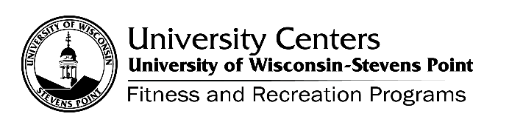 UNIVERSITY OF WISCONSIN
STEVENS POINT
University Centers
University of Wisconsin-Stevens Point
Fitness and Recreation Programs